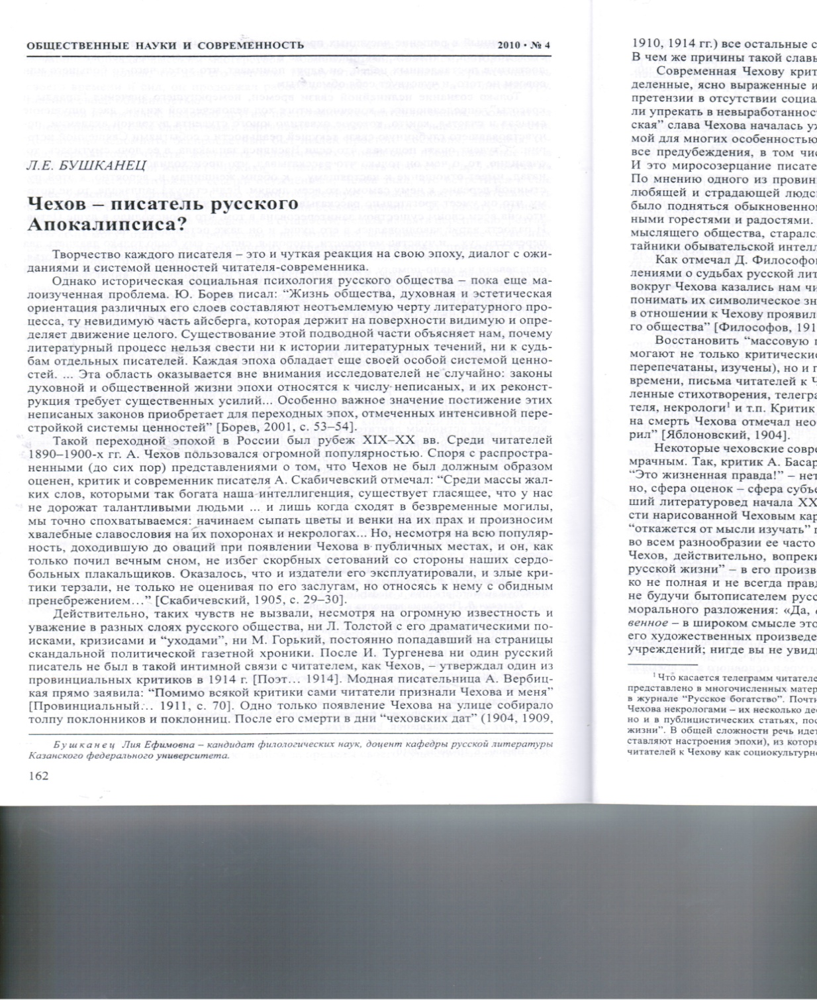 ОБЩЕСТВЕННЫЕ НАУКИ И СОВРЕМЕННОСТЬ 2010 • № 4
Л.Е. БУШКАНЕЦ
Чехов – писатель русского
Апокалипсиса?
Творчество каждого писателя – это и чуткая реакция на свою эпоху, диалог с ожи-
даниями и системой ценностей читателя-современника.
Однако историческая социальная психология русского общества – пока еще ма-
лоизученная проблема. Ю. Борев писал: “Жизнь общества, духовная и эстетическая
ориентация различных его слоев составляют неотъемлемую черту литературного про-
цесса, ту невидимую часть айсберга, которая держит на поверхности видимую и опре-
деляет движение целого. Существование этой подводной части объясняет нам, почему
литературный процесс нельзя свести ни к истории литературных течений, ни к судь-
бам отдельных писателей. Каждая эпоха обладает еще своей особой системой ценно-
стей. ... Эта область оказывается вне внимания исследователей не случайно: законы
духовной и общественной жизни эпохи относятся к числу неписаных, и их реконст-
рукция требует существенных усилий... Особенно важное значение постижение этих
неписаных законов приобретает для переходных эпох, отмеченных интенсивной пере-
стройкой системы ценностей” [Борев, 2001, с. 53–54].
Такой переходной эпохой в России был рубеж XIX–XX вв. Среди читателей
1890–1900-х гг. А. Чехов пользовался огромной популярностью. Споря с распростра-
ненными (до сих пор) представлениями о том, что Чехов не был должным образом
оценен, критик и современник писателя А. Скабичевский отмечал: “Среди массы жал-
ких слов, которыми так богата наша интеллигенция, существует гласящее, что у нас
не дорожат талантливыми людьми ... и лишь когда сходят в безвременные могилы,
мы точно спохватываемся: начинаем сыпать цветы и венки на их прах и произносим
хвалебные славословия на их похоронах и некрологах... Но, несмотря на всю популяр-
ность, доходившую до оваций при появлении Чехова в публичных местах, и он, как
только почил вечным сном, не избег скорбных сетований со стороны наших сердо-
больных плакальщиков. Оказалось, что и издатели его эксплуатировали, и злые кри-
тики терзали, не только не оценивая по его заслугам, но относясь к нему с обидным
пренебрежением...” [Скабичевский, 1905, с. 29–30].
Действительно, таких чувств не вызвали, несмотря на огромную известность и
уважение в разных слоях русского общества, ни Л. Толстой с его драматическими по-
исками, кризисами и “уходами”, ни М. Горький, постоянно попадавший на страницы
скандальной политической газетной хроники. После И. Тургенева ни один русский
писатель не был в такой интимной связи с читателем, как Чехов, – утверждал один из
провинциальных критиков в 1914 г. [Поэт... 1914]. Модная писательница А. Вербиц-
кая прямо заявила: “Помимо всякой критики сами читатели признали Чехова и меня”
[Провинциальный... 1911, с. 70]. Одно только появление Чехова на улице собирало
толпу поклонников и поклонниц. После его смерти в дни “чеховских дат” (1904, 1909,
Бушканец Лия Ефимовна – кандидат филологических наук, доцент кафедры русской литературы
Казанского федерального университета.
162
1910, 1914 гг.) все остальные с
В чем же причины такой славы
Современная Чехову крит
деленные, ясно выраженные и
претензии в отсутствии социа
ли упрекать в невыработаннос
ская” слава Чехова началась уж
мой для многих особенностью
все предубеждения, в том чис
И это миросозерцание писате
По мнению одного из провин
любящей и страдающей людс
было подняться обыкновенном
ными горестями и радостями.
мыслящего общества, старалс
тайники обывательской интелл
Как отмечал Д. Философов
лениями о судьбах русской лит
вокруг Чехова казались нам чи
понимать их символическое зн
в отношении к Чехову проявил
го общества” [Философов, 191
Восстановить “массовую п
могают не только критические
перепечатаны, изучены), но и г
времени, письма читателей к Ч
ленные стихотворения, телегра
теля, некрологи¹ и т.п. Критик
на смерть Чехова отмечал нео
рил” [Яблоновский, 1904].
Некоторые чеховские совре
мрачным. Так, критик А. Басар
“Это жизненная правда!” – нет
но, сфера оценок – сфера субъе
ший литературовед начала XX
сти нарисованной Чеховым кар
“откажется от мысли изучать” п
во всем разнообразии ее часто
Чехов, действительно, вопреки
русской жизни” – в его произв
ко не полная и не всегда правд
не будучи бытописателем русс
морального разложения: «Да,
венное – в широком смысле это
его художественных произведе
учреждений; нигде вы не увиди
¹ Что касается телеграмм читателе
представлено в многочисленных матер
в журнале “Русское богатство”. Почти
Чехова некрологами – их несколько дес
но и в публицистических статьях, пос
жизни”. В общей сложности речь идет
ставляют настроения эпохи), из которы
читателей к Чехову как социокультурно